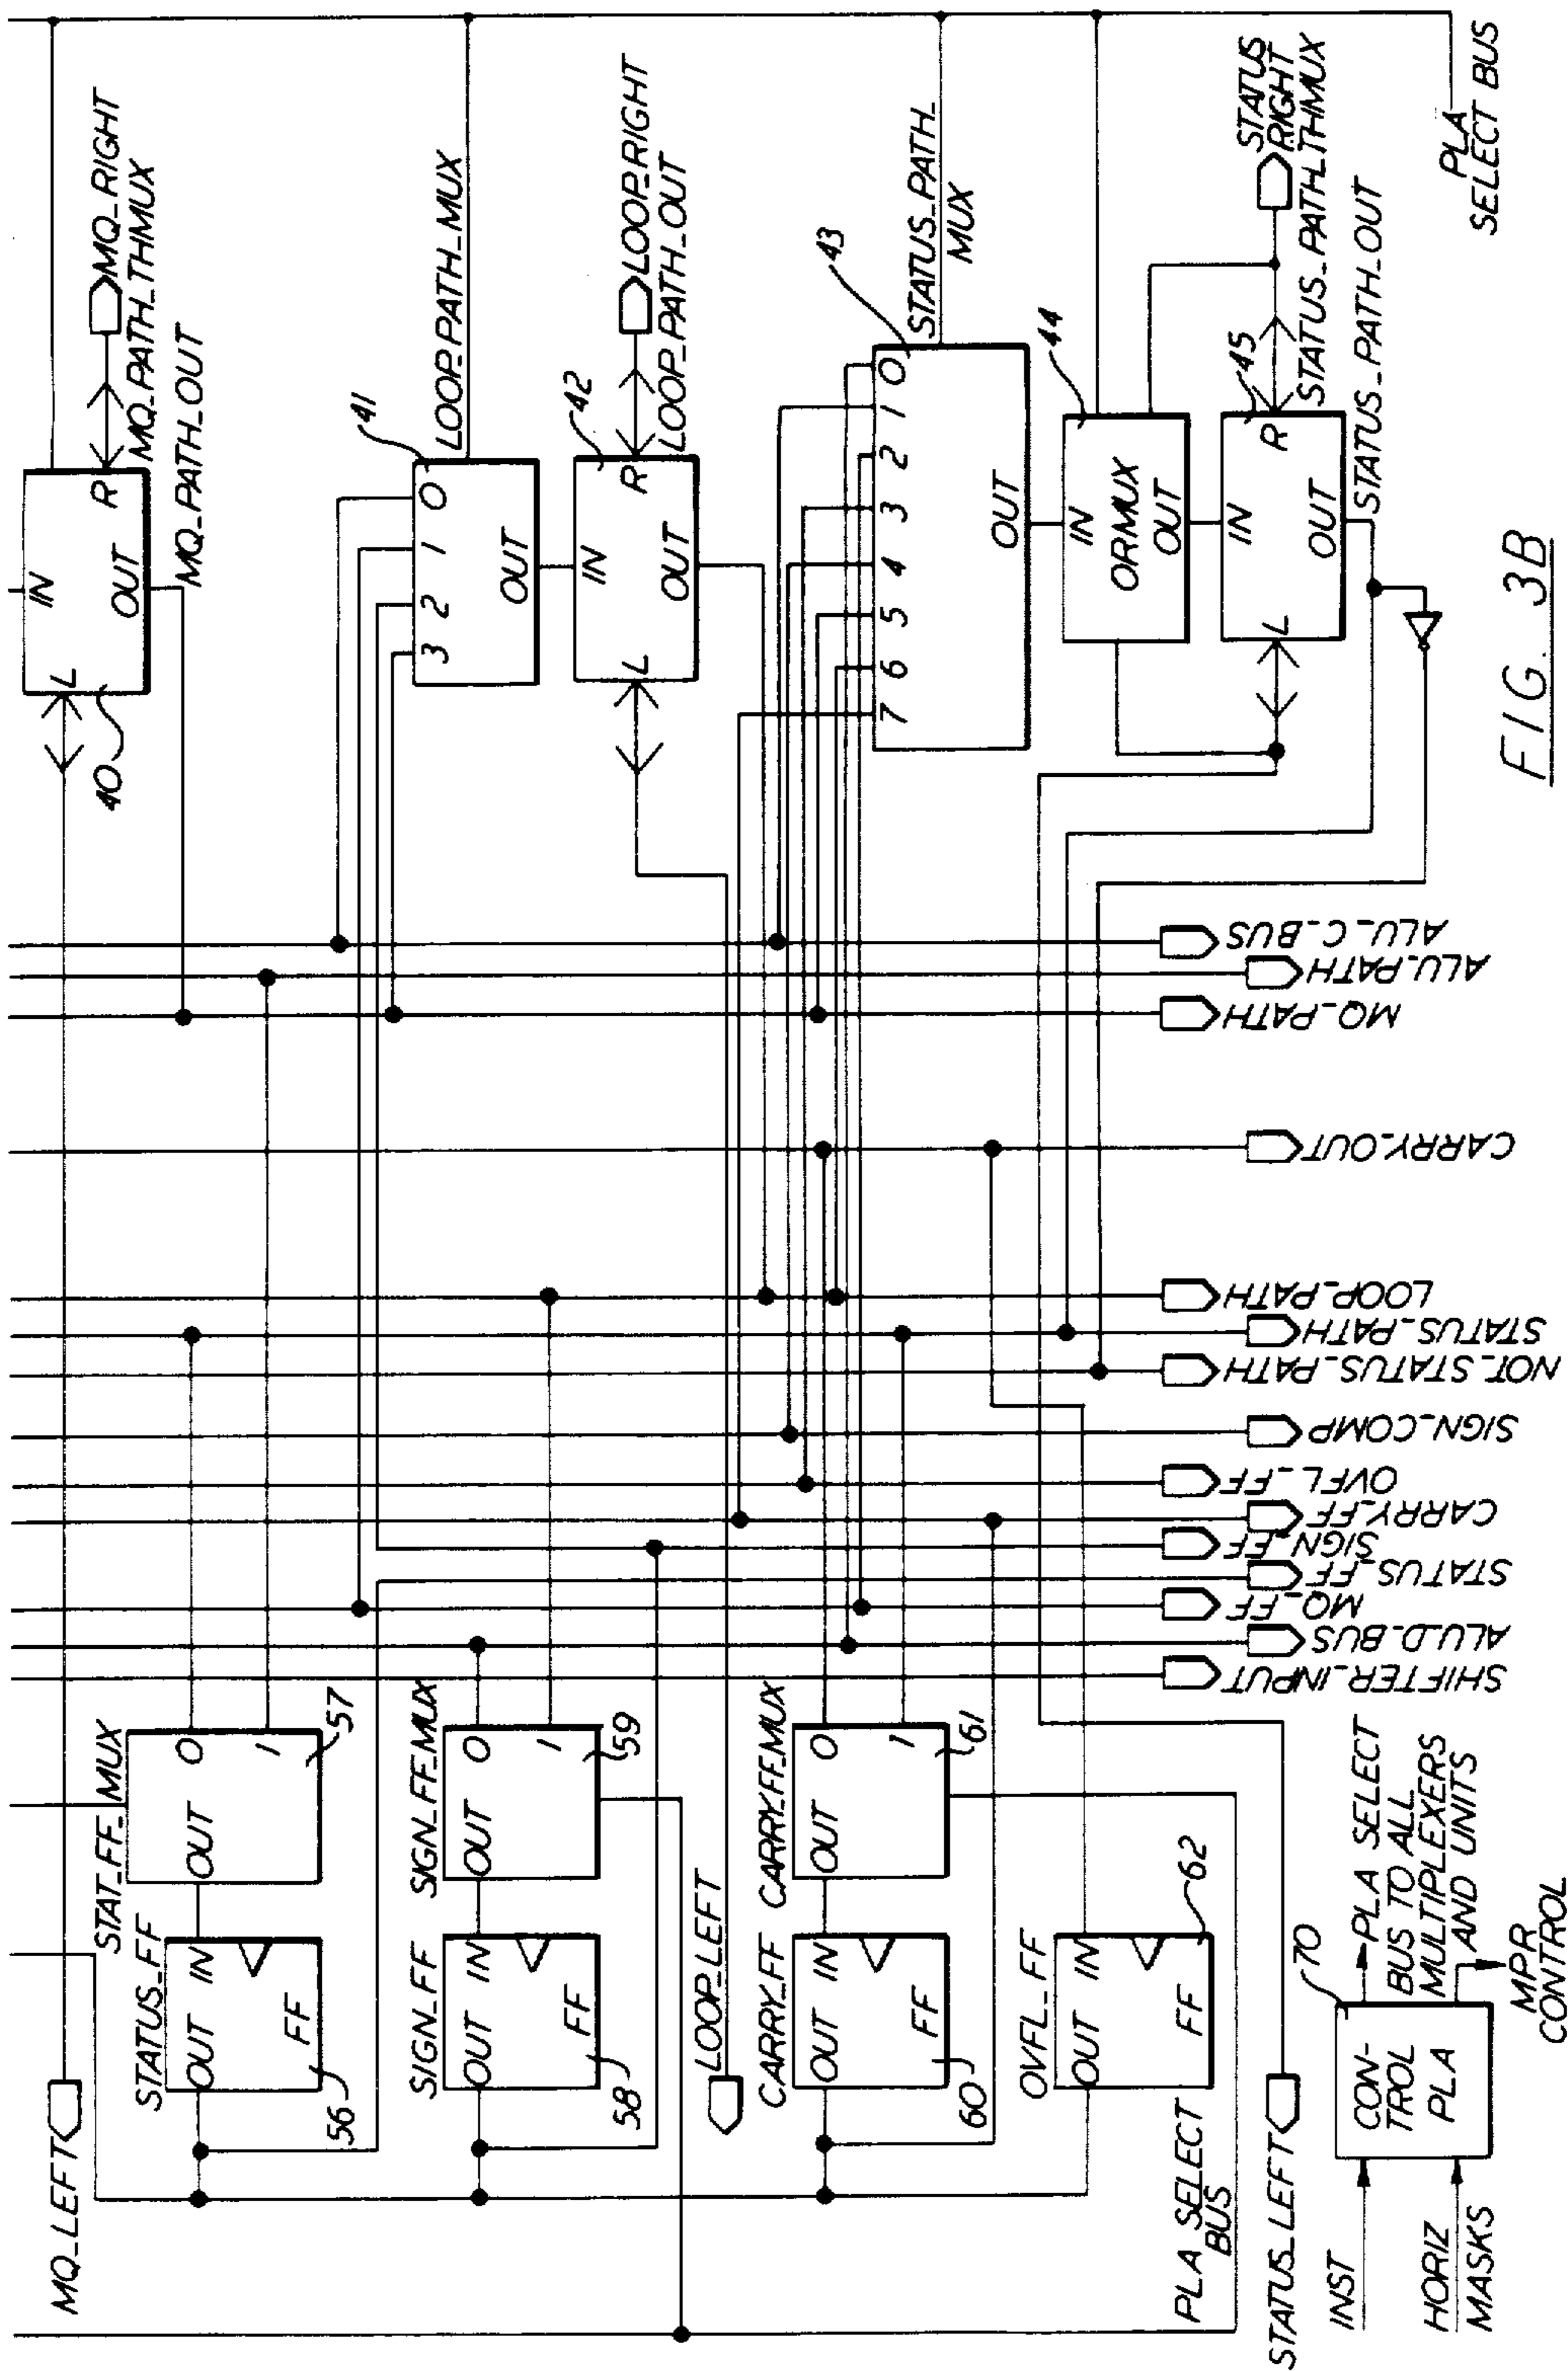 MQ_LEFT
STATUS_FF
STAT_FF_MUX
OUT IN
FF
56
OUT
0
1
57
SIGN_FF
SIGN_FF_MUX
OUT IN
FF
58
OUT
0
1
59
LOOP_LEFT
CARRY_FF
CARRY_FF_MUX
OUT IN
FF
60
OUT
0
1
61
OVFL_FF
OUT IN
FF
62
PLA SELECT
BUS
STATUS_LEFT
INST
HORIZ
MASKS
CON-
TROL
PLA
70
PLA SELECT
BUS TO ALL
MULTIPLEXERS
AND UNITS
MPR
CONTROL
SHIFTER_INPUT
ALU_D_BUS
MQ_FF
STATUS_FF
SIGN_FF
CARRY_FF
OVFL_FF
SIGN_COMP
NOT_STATUS_PATH
STATUS_PATH
LOOP_PATH
CARRY_OUT
MQ_PATH
ALU_PATH
ALU_C_BUS
40
L
IN
R
OUT
MQ_RIGHT
MQ_PATH_THMUX
MQ_PATH_OUT
41
LOOP_PATH_MUX
3 2 1 0
OUT
42
IN
L
R
OUT
LOOP_RIGHT
LOOP_PATH_OUT
43
STATUS_PATH_
MUX
7 6 5 4 3 2 1 0
OUT
44
IN
ORMUX
OUT
45
IN
L
R
OUT
STATUS
RIGHT
STATUS_PATH_THMUX
STATUS_PATH_OUT
PLA
SELECT BUS
FIG 3B